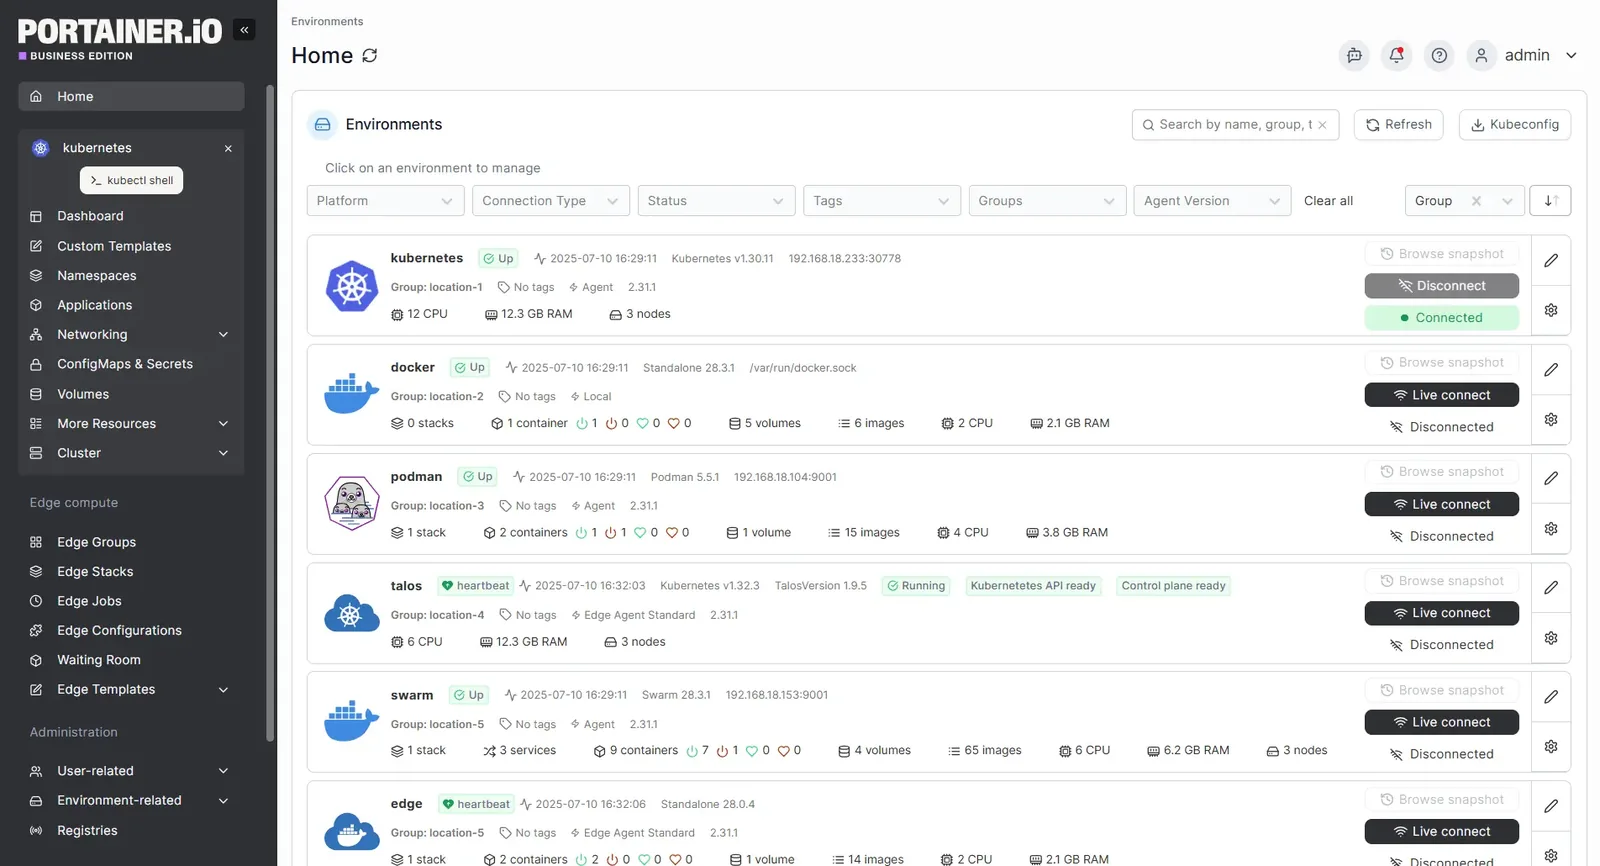 PORTAINER.iO
BUSINESS EDITION
Home
kubernetes
kubectl shell
Dashboard
Custom Templates
Namespaces
Applications
Networking
ConfigMaps & Secrets
Volumes
More Resources
Cluster
Edge compute
Edge Groups
Edge Stacks
Edge Jobs
Edge Configurations
Waiting Room
Edge Templates
Administration
User-related
Environment-related
Registries
Environments
Home
admin
Environments
Search by name, group, t
Refresh
Kubeconfig
Click on an environment to manage
Platform Connection Type Status Tags Groups Agent Version Clear all Group
kubernetes Up 2025-07-10 16:29:11 Kubernetes v1.30.11 192.168.18.233:30778
Group: location-1 No tags Agent 2.31.1
12 CPU 12.3 GB RAM 3 nodes
Browse snapshot
Disconnect
Connected
docker Up 2025-07-10 16:29:11 Standalone 28.3.1 /var/run/docker.sock
Group: location-2 No tags Local
0 stacks 1 container 1 0 0 0 5 volumes 6 images 2 CPU 2.1 GB RAM
Browse snapshot
Live connect
Disconnected
podman Up 2025-07-10 16:29:11 Podman 5.5.1 192.168.18.104:9001
Group: location-3 No tags Agent 2.31.1
1 stack 2 containers 1 1 0 0 1 volume 15 images 4 CPU 3.8 GB RAM
Browse snapshot
Live connect
Disconnected
talos heartbeat 2025-07-10 16:32:03 Kubernetes v1.32.3 TalosVersion 1.9.5 Running Kubernetetes API ready Control plane ready
Group: location-4 No tags Edge Agent Standard 2.31.1
6 CPU 12.3 GB RAM 3 nodes
Browse snapshot
Live connect
Disconnected
swarm Up 2025-07-10 16:29:11 Swarm 28.3.1 192.168.18.153:9001
Group: location-5 No tags Agent 2.31.1
1 stack 3 services 9 containers 7 1 0 0 4 volumes 65 images 6 CPU 6.2 GB RAM 3 nodes
Browse snapshot
Live connect
Disconnected
edge heartbeat 2025-07-10 16:32:06 Standalone 28.0.4
Group: location-5 No tags Edge Agent Standard 2.31.1
1 stack 2 containers 2 0 0 0 1 volume 14 images 2 CPU 2.1 GB RAM
Browse snapshot
Live connect
Disconnected